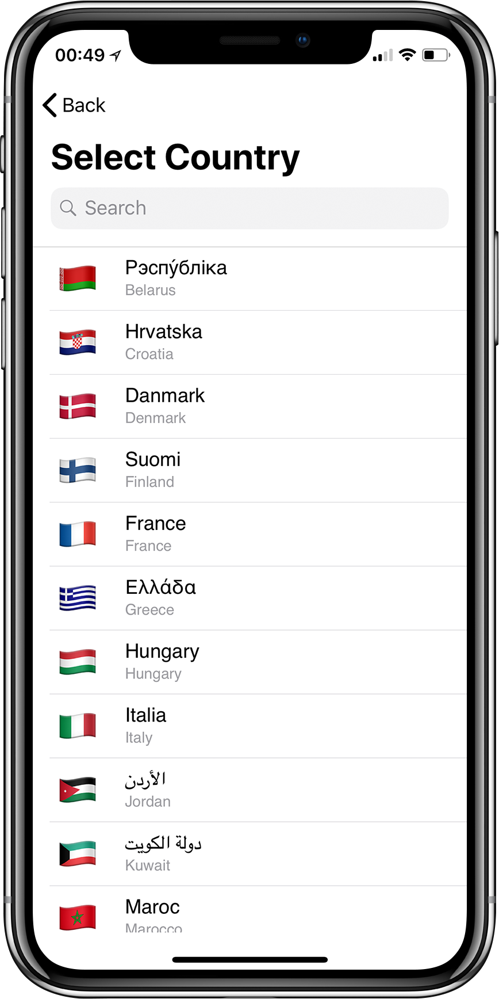 00:49
Back
Select Country
Search
Рэспу́бліка
Belarus
Hrvatska
Croatia
Danmark
Denmark
Suomi
Finland
France
France
Ελλάδα
Greece
Hungary
Hungary
Italia
Italy
الأردن
Jordan
دولة الكويت
Kuwait
Maroc
Marocco